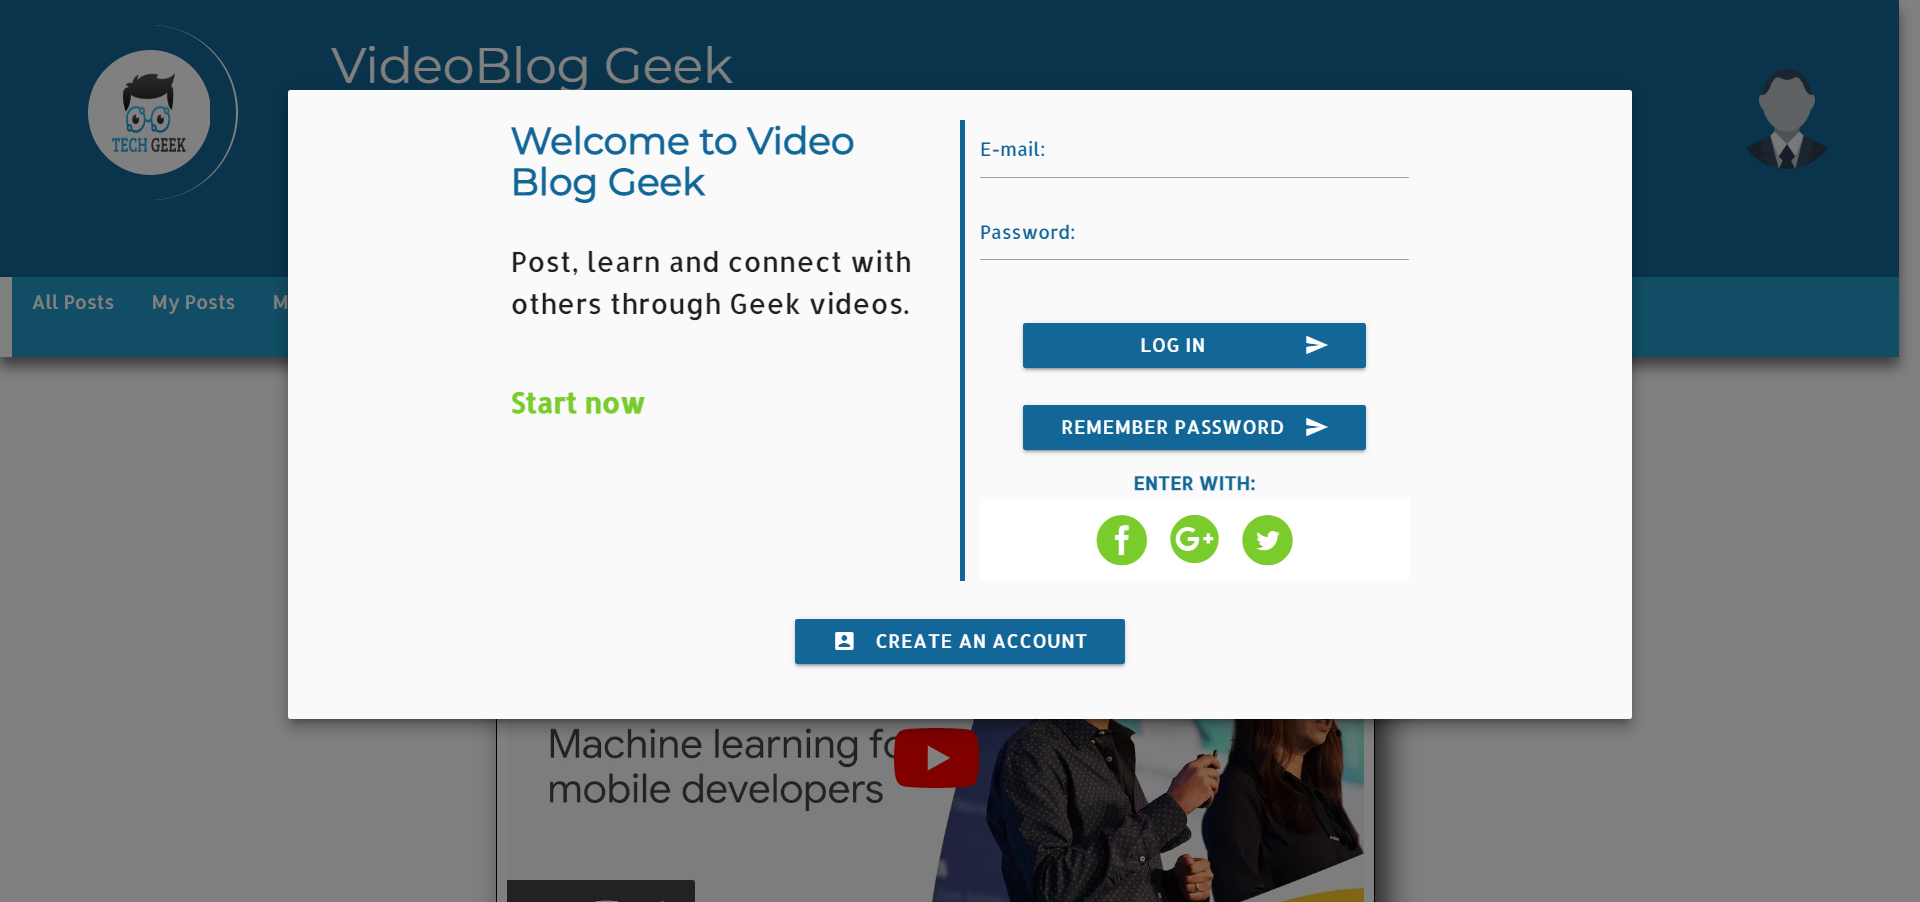 VideoBlog Geek
TECH GEEK
All Posts
My Posts
M
Welcome to Video
Blog Geek
Post, learn and connect with
others through Geek videos.
Start now
E-mail:
Password:
LOG IN
REMEMBER PASSWORD
ENTER WITH:
f
G+
CREATE AN ACCOUNT
Machine learning fo
mobile developers